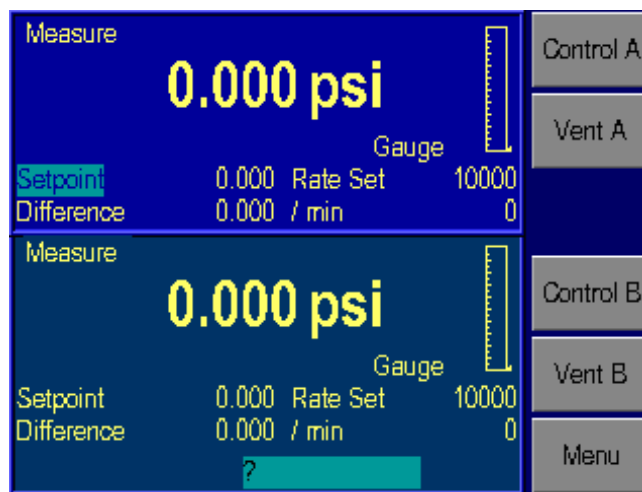 Measure
0.000 psi
Gauge
Setpoint 0.000 Rate Set 10000
Difference 0.000 / min 0
Measure
0.000 psi
Gauge
Setpoint 0.000 Rate Set 10000
Difference 0.000 / min 0
?
Control A
Vent A
Control B
Vent B
Menu